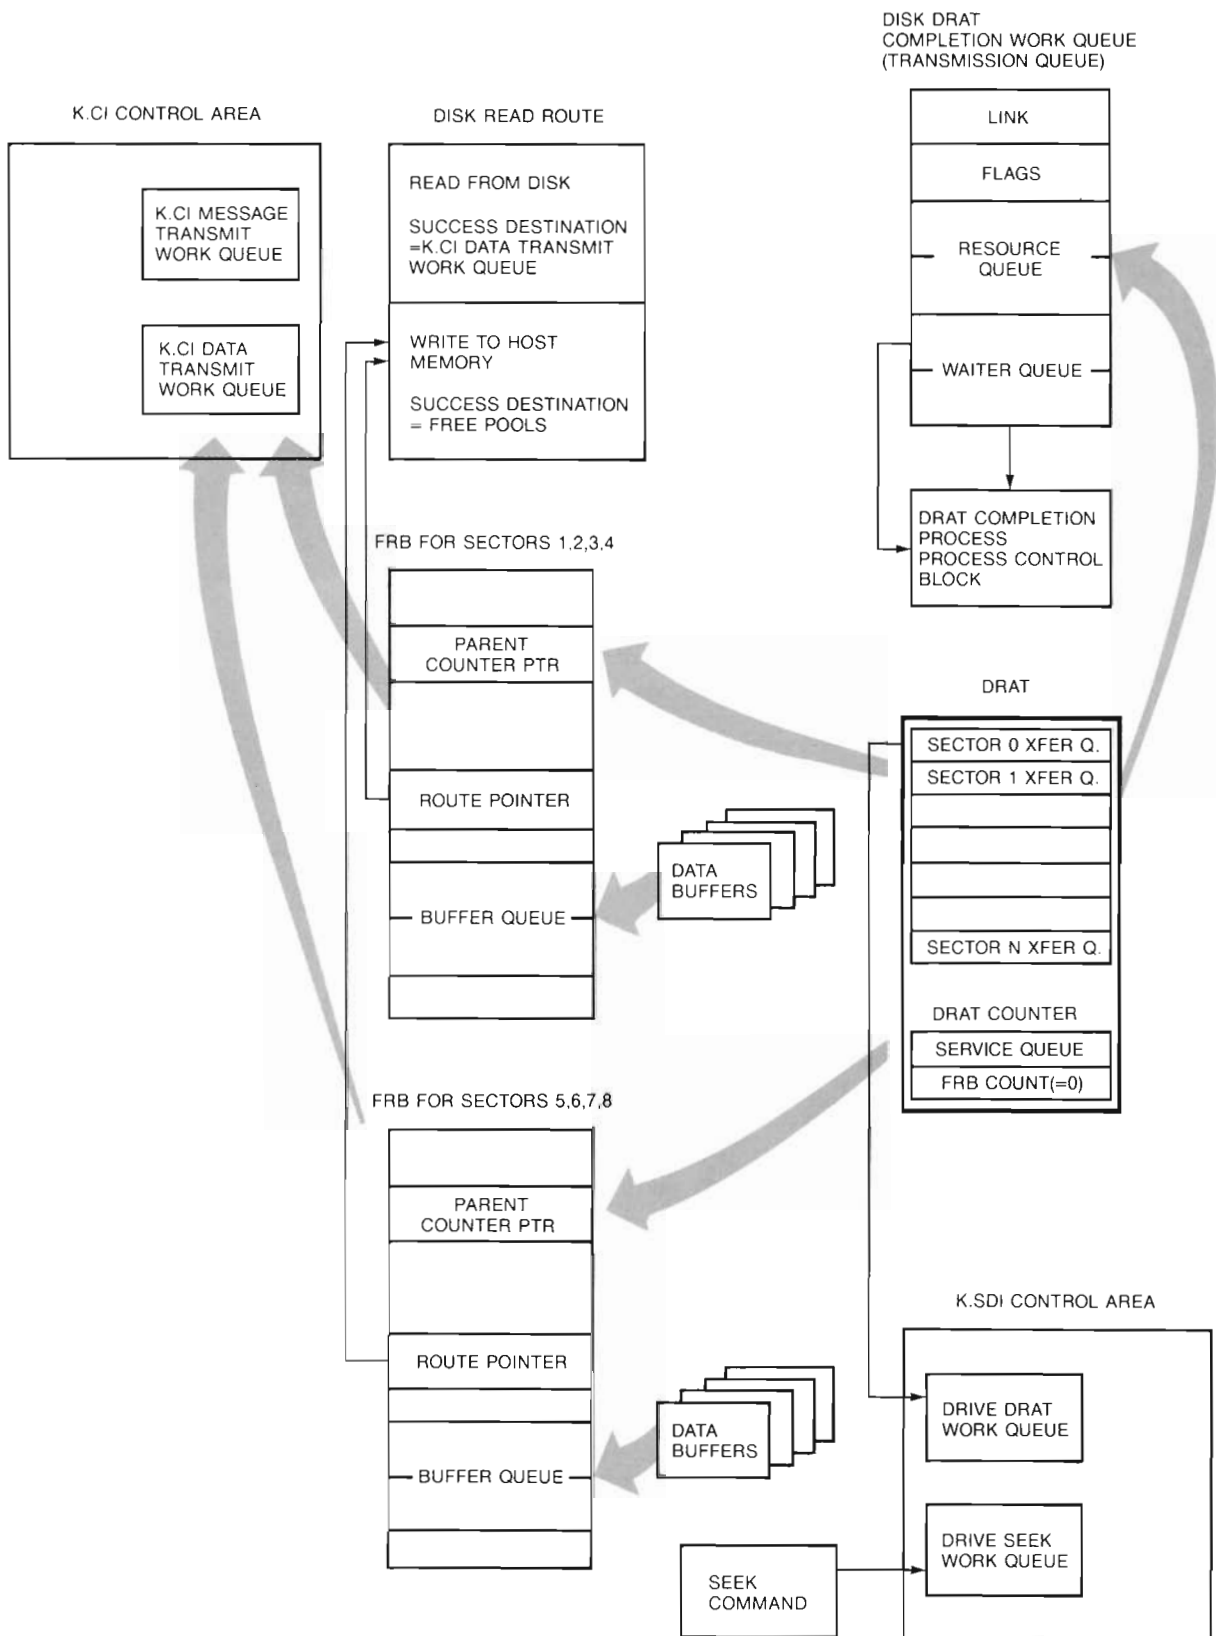 DISK DRAT
COMPLETION WORK QUEUE
(TRANSMISSION QUEUE)
K.CI CONTROL AREA
K.CI MESSAGE
TRANSMIT
WORK QUEUE
K.CI DATA
TRANSMIT
WORK QUEUE
DISK READ ROUTE
READ FROM DISK
SUCCESS DESTINATION
=K.CI DATA TRANSMIT
WORK QUEUE
WRITE TO HOST
MEMORY
SUCCESS DESTINATION
= FREE POOLS
LINK
FLAGS
RESOURCE
QUEUE
WAITER QUEUE
DRAT COMPLETION
PROCESS
PROCESS CONTROL
BLOCK
FRB FOR SECTORS 1,2,3,4
PARENT
COUNTER PTR
ROUTE POINTER
BUFFER QUEUE
DATA
BUFFERS
DRAT
SECTOR 0 XFER Q.
SECTOR 1 XFER Q.
SECTOR N XFER Q.
DRAT COUNTER
SERVICE QUEUE
FRB COUNT(=0)
FRB FOR SECTORS 5,6,7,8
PARENT
COUNTER PTR
ROUTE POINTER
BUFFER QUEUE
DATA
BUFFERS
K.SDI CONTROL AREA
DRIVE DRAT
WORK QUEUE
DRIVE SEEK
WORK QUEUE
SEEK
COMMAND